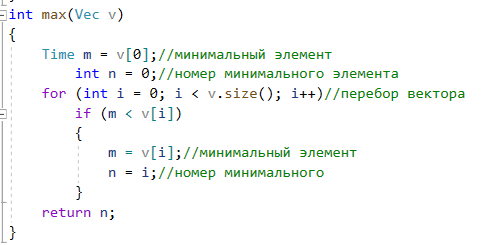 int max(Vec v)
{
Time m = v[0];//минимальный элемент
int n = 0;//номер минимального элемента
for (int i = 0; i < v.size(); i++)//перебор вектора
if (m < v[i])
{
m = v[i];//минимальный элемент
n = i;//номер минимального
}
return n;
}